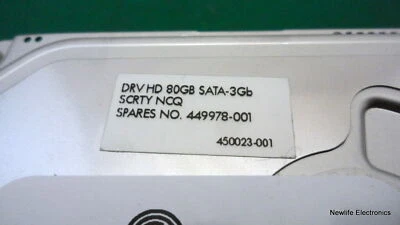 DRV HD 80GB SATA-3Gb
SCRTY NCQ
SPARES NO. 449978-001
450023-001
Newlife Electronics